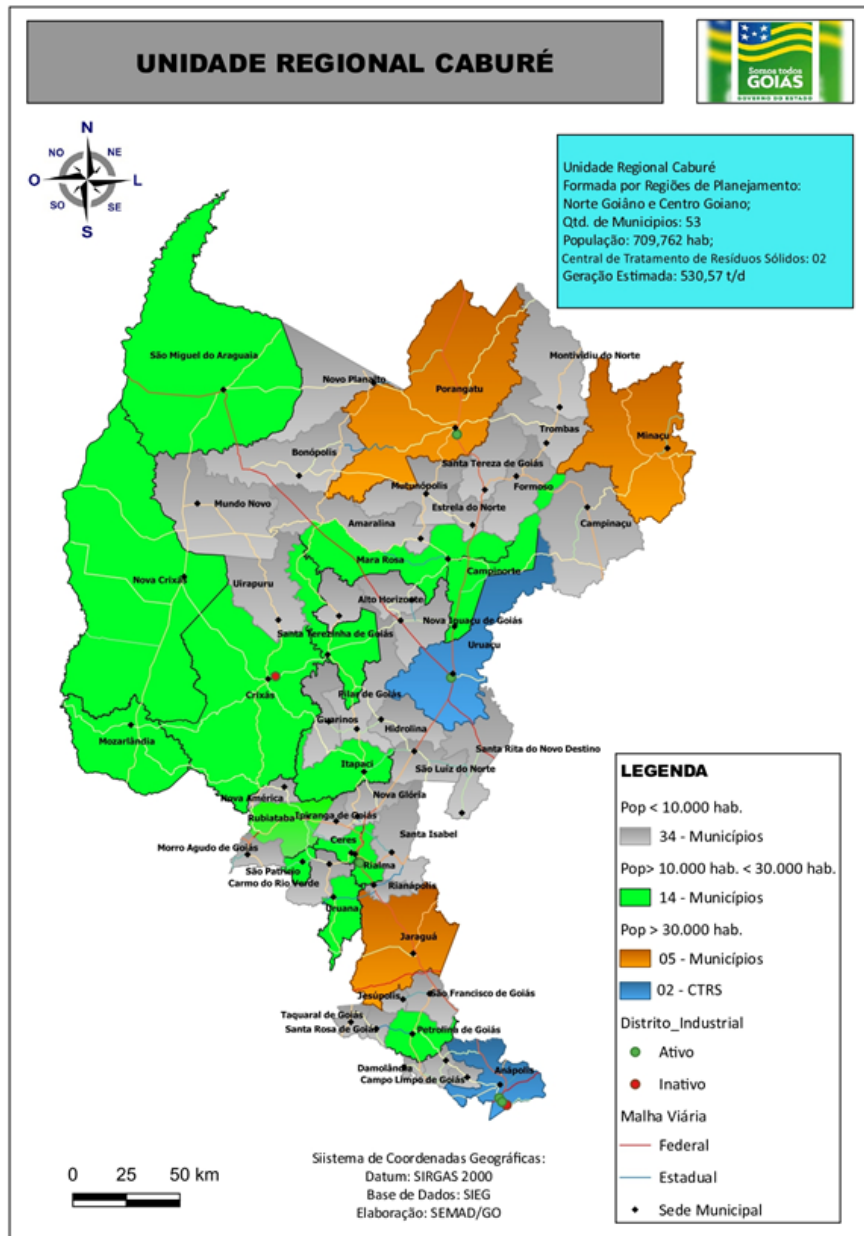 UNIDADE REGIONAL CABURÉ
Somos todos
GOIÁS
GOVERNO DO ESTADO
N
NO
NE
O
L
SO
SE
S
Unidade Regional Caburé
Formada por Regiões de Planejamento:
Norte Goiâno e Centro Goiano;
Qtd. de Municipios: 53
População: 709,762 hab;
Central de Tratamento de Resíduos Sólidos: 02
Geração Estimada: 530,57 t/d
São Miguel do Araguaia
Novo Planalto
Porangatu
Montividiu do Norte
Trombas
Minaçu
Bonópolis
Santa Tereza de Goiás
Mutunópolis
Formoso
Mundo Novo
Estrela do Norte
Amaralina
Campinaçu
Mara Rosa
Campinorte
Nova Crixás
Uirapuru
Alto Horizonte
Nova Iguaçu de Goiás
Santa Terezinha de Goiás
Uruaçu
Crixás
Pilar de Goiás
Guarinos
Hidrolina
Mozarlândia
Santa Rita do Novo Destino
Itapaci
São Luíz do Norte
Nova América
Nova Glória
Rubiataba
Ipiranga de Goiás
Santa Isabel
Morro Agudo de Goiás
Ceres
Rialma
São Patrício
Carmo do Rio Verde
Rianápolis
Uruana
Jaraguá
Jesúpolis
São Francisco de Goiás
Taquaral de Goiás
Santa Rosa de Goiás
Petrolina de Goiás
Damolândia
Anápolis
Campo Limpo de Goiás
LEGENDA
Pop < 10.000 hab.
34 - Municípios
Pop> 10.000 hab. < 30.000 hab.
14 - Municípios
Pop > 30.000 hab.
05 - Municípios
02 - CTRS
Distrito_Industrial
Ativo
Inativo
Malha Viária
Federal
Estadual
Sede Municipal
0 25 50 km
Siistema de Coordenadas Geográficas:
Datum: SIRGAS 2000
Base de Dados: SIEG
Elaboração: SEMAD/GO